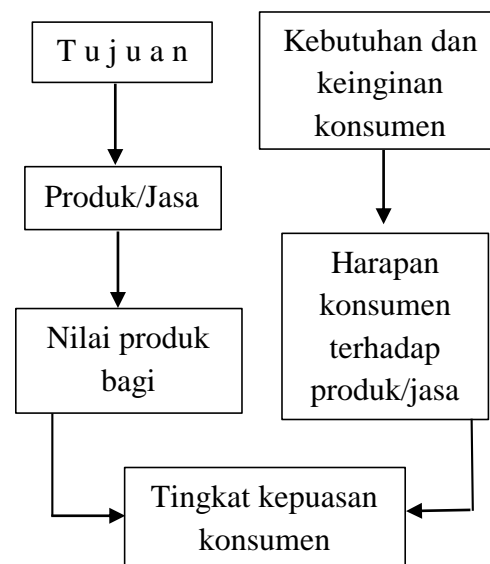 T u j u a n
Produk/Jasa
Nilai produk
bagi
Kebutuhan dan
keinginan
konsumen
Harapan
konsumen
terhadap
produk/jasa
Tingkat kepuasan
konsumen